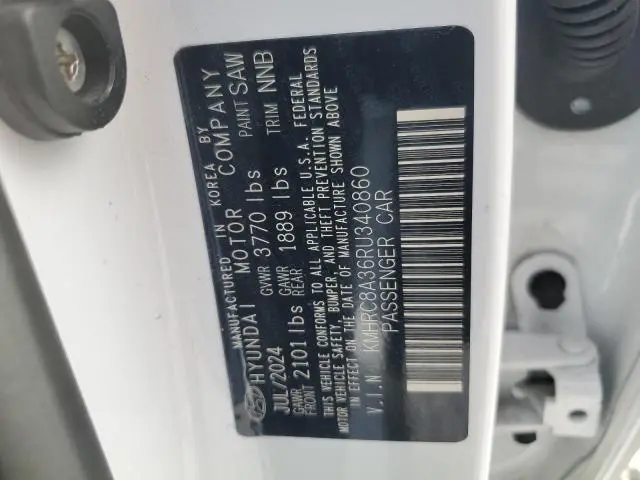 MANUFACTURED IN KOREA BY
HYUNDAI MOTOR COMPANY
JUL/2024 GVWR 3770 lbs PAINT SAW
GAWR FRONT 2101 lbs GAWR REAR 1889 lbs TRIM NNB
THIS VEHICLE CONFORMS TO ALL APPLICABLE U.S.A. FEDERAL
MOTOR VEHICLE SAFETY, BUMPER, AND THEFT PREVENTION STANDARDS
IN EFFECT ON THE DATE OF MANUFACTURE SHOWN ABOVE
V.I.N KMHRC8A36RU340860
PASSENGER CAR